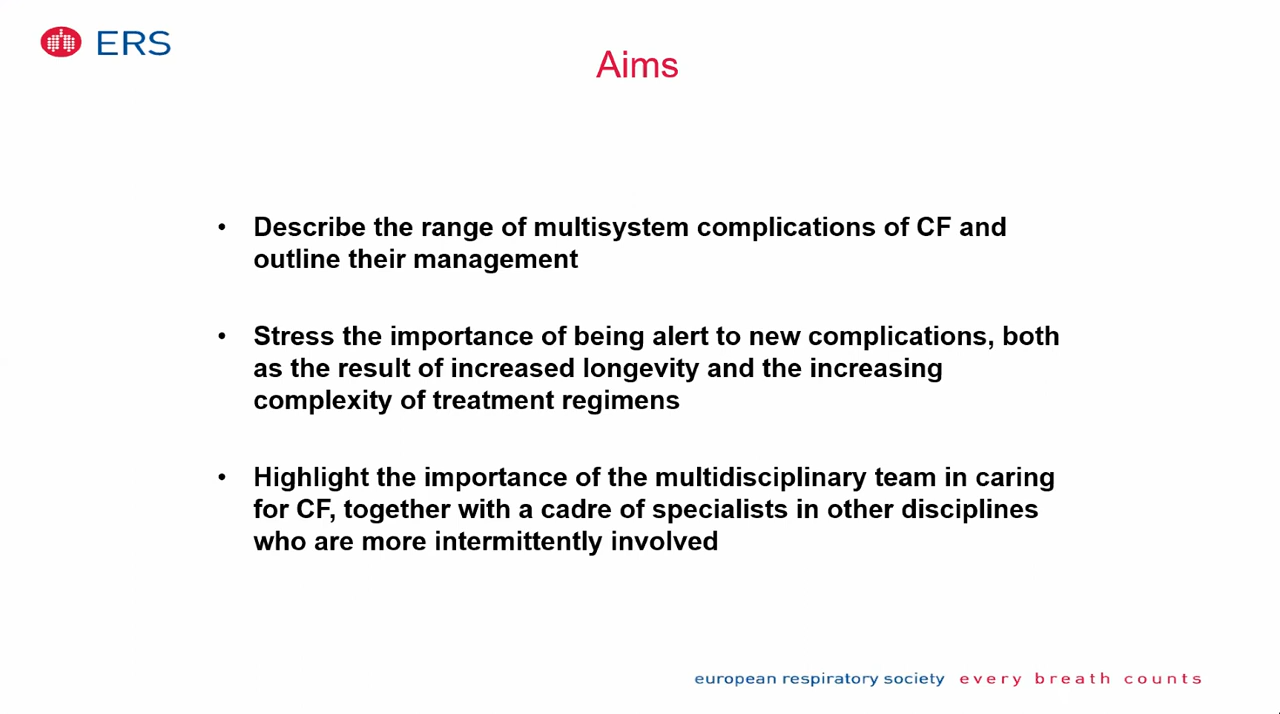 ERS
Aims
• Describe the range of multisystem complications of CF and
outline their management
• Stress the importance of being alert to new complications, both
as the result of increased longevity and the increasing
complexity of treatment regimens
• Highlight the importance of the multidisciplinary team in caring
for CF, together with a cadre of specialists in other disciplines
who are more intermittently involved
european respiratory society every breath counts